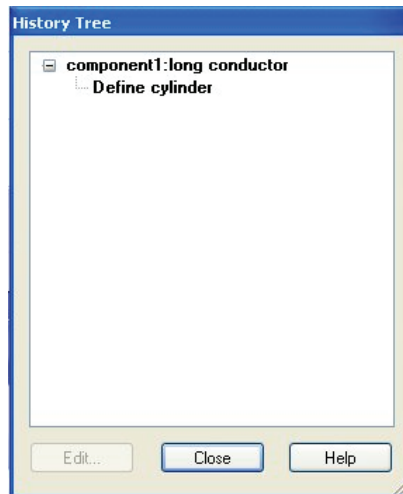 History Tree
component1:long conductor
Define cylinder
Edit...
Close
Help